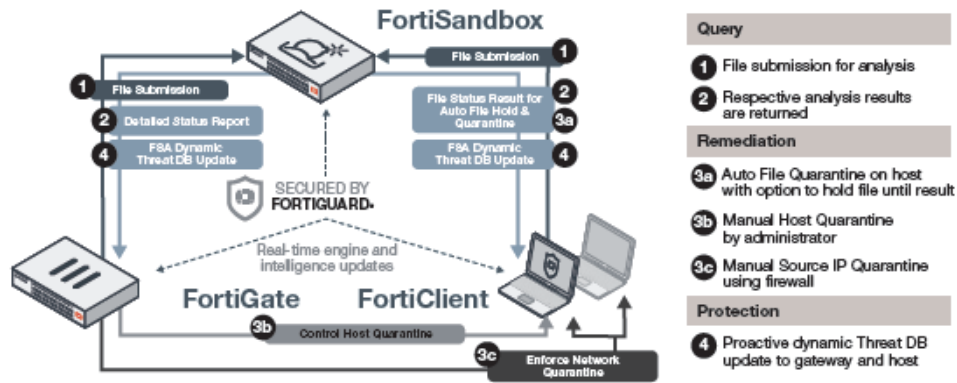 FortiSandbox
1
File Submission
1
File Submission
2
Detailed Status Report
4
FSA Dynamic
Threat DB Update
2
3a
File Status Result for
Auto File Hold &
Quarantine
4
FSA Dynamic
Threat DB Update
SECURED BY
FORTIGUARD
Real-time engine and
intelligence updates
FortiGate
FortiClient
3b
Control Host Quarantine
3c
Enforce Network
Quarantine
Query
1 File submission for analysis
2 Respective analysis results
are returned
Remediation
3a Auto File Quarantine on host
with option to hold file until result
3b Manual Host Quarantine
by administrator
3c Manual Source IP Quarantine
using firewall
Protection
4 Proactive dynamic Threat DB
update to gateway and host